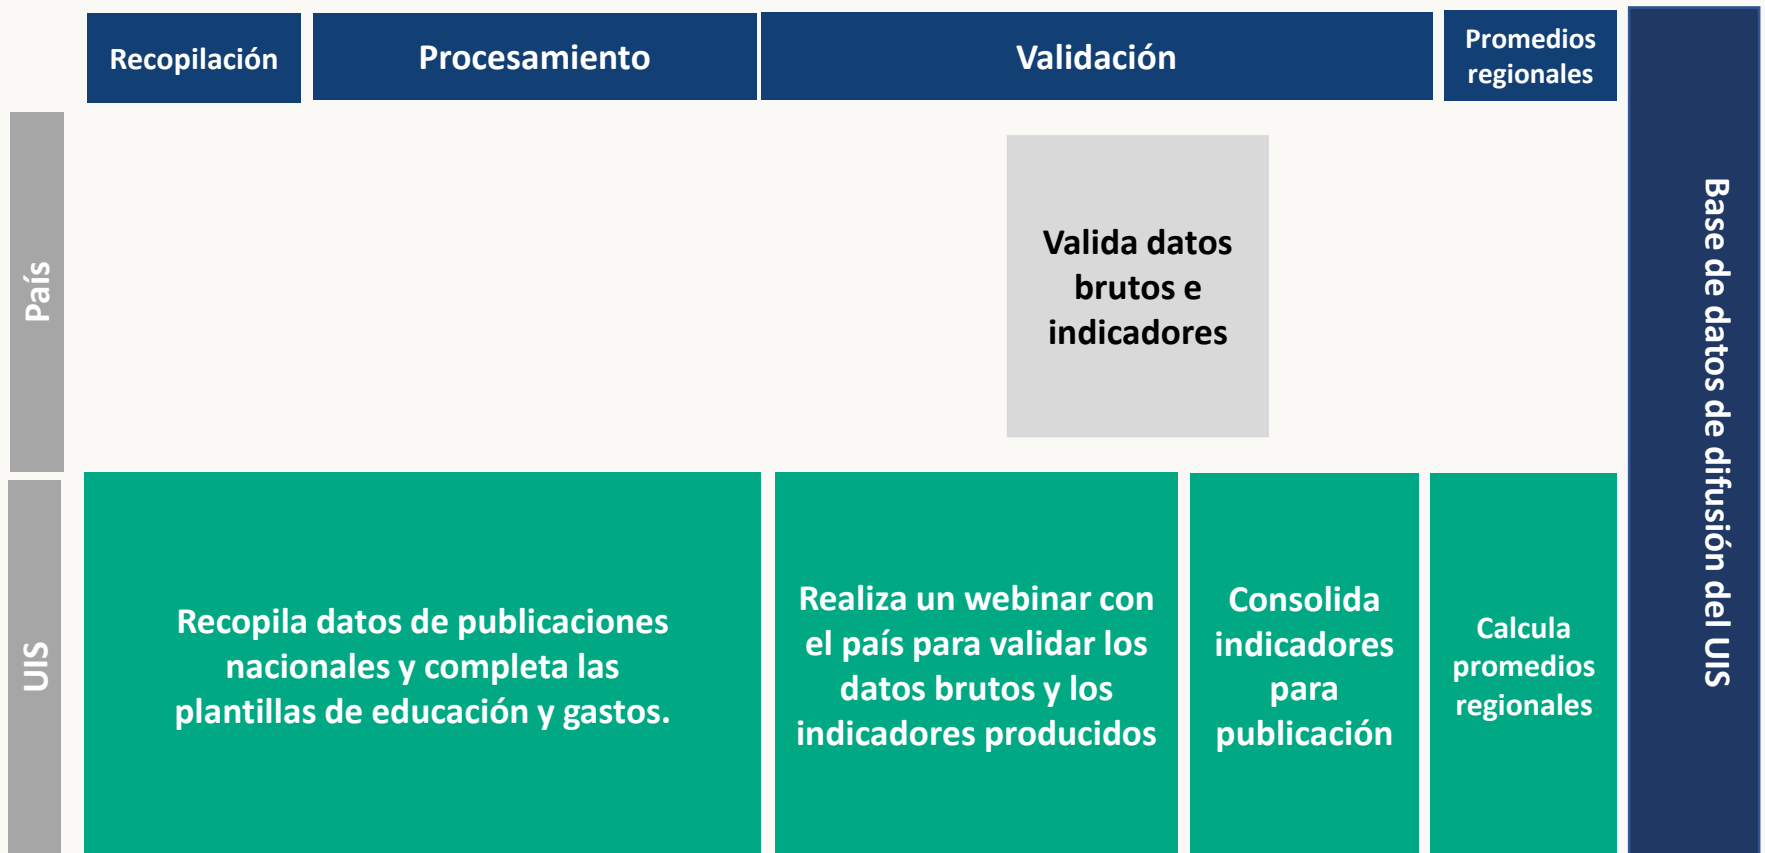 Recopilación
Procesamiento
Validación
Promedios
regionales
País
Valida datos
brutos e
indicadores
UIS
Recopila datos de publicaciones
nacionales y completa las
plantillas de educación y gastos.
Realiza un webinar con
el país para validar los
datos brutos y los
indicadores producidos
Consolida
indicadores
para
publicación
Calcula
promedios
regionales
Base de datos de difusión del UIS